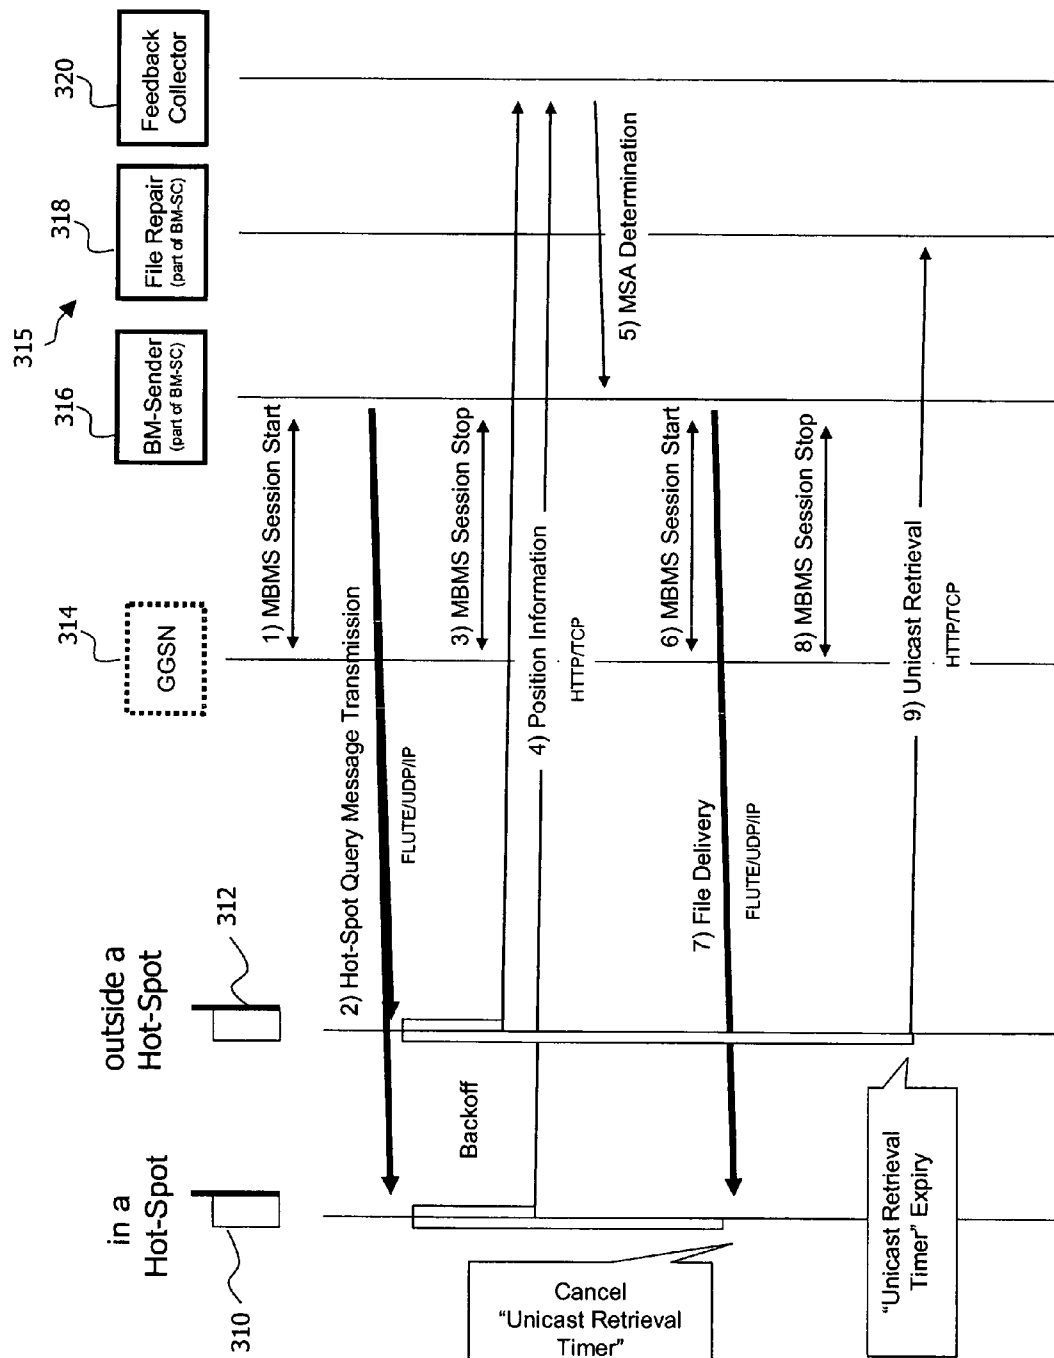 in a
Hot-Spot
310
outside a
Hot-Spot
312
GGSN
314
BM-Sender
(part of BM-SC)
316
315
File Repair
(part of BM-SC)
318
Feedback
Collector
320
1) MBMS Session Start
2) Hot-Spot Query Message Transmission
FLUTE/UDP/IP
3) MBMS Session Stop
Backoff
4) Position Information
HTTP/TCP
5) MSA Determination
6) MBMS Session Start
7) File Delivery
FLUTE/UDP/IP
Cancel
"Unicast Retrieval
Timer"
8) MBMS Session Stop
9) Unicast Retrieval
HTTP/TCP
"Unicast Retrieval
Timer" Expiry